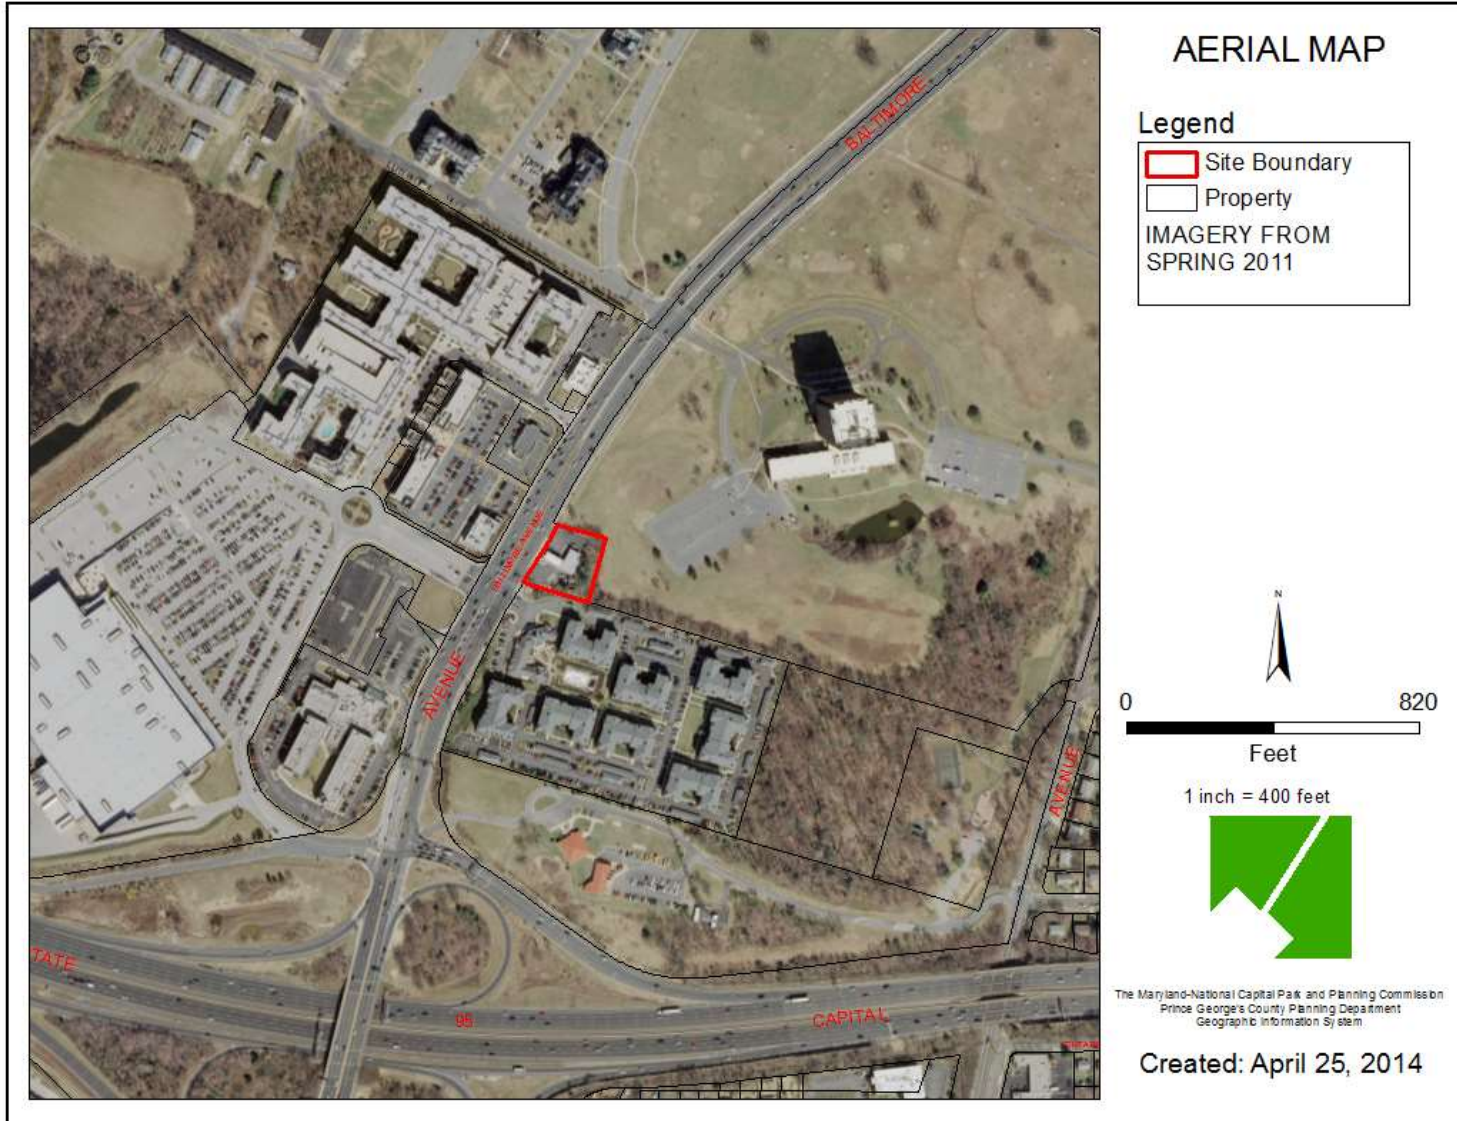 AERIAL MAP
Legend
Site Boundary
Property
IMAGERY FROM
SPRING 2011
BALTIMORE
BALTIMORE AVENUE
AVENUE
AVENUE
TATE
95
CAPITAL
N
0 820
Feet
1 inch = 400 feet
The Maryland-National Capital Park and Planning Commission
Prince George's County Planning Department
Geographic Information System
Created: April 25, 2014